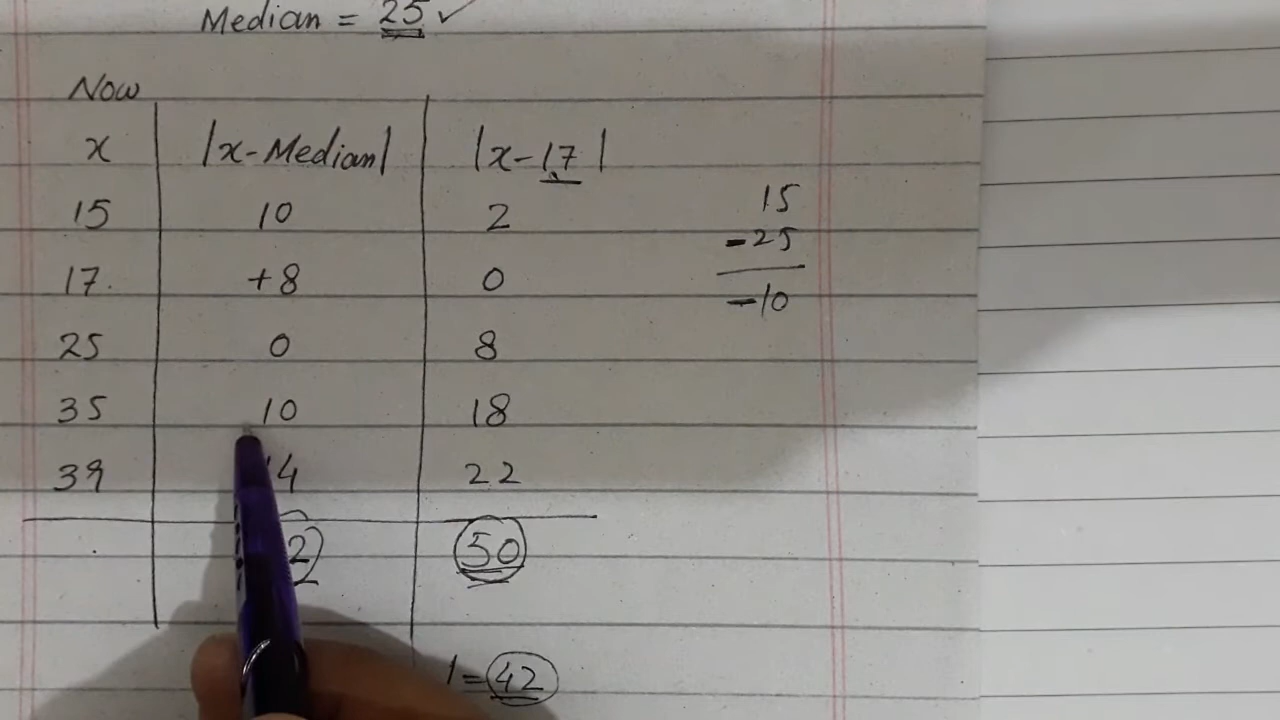 Median = 25 ✓
Now
x |x-Median| |x-17|
15 10 2
17. +8 0
25 0 8
35 10 18
39 4 22
2 50
15
-25
-10
| = 42